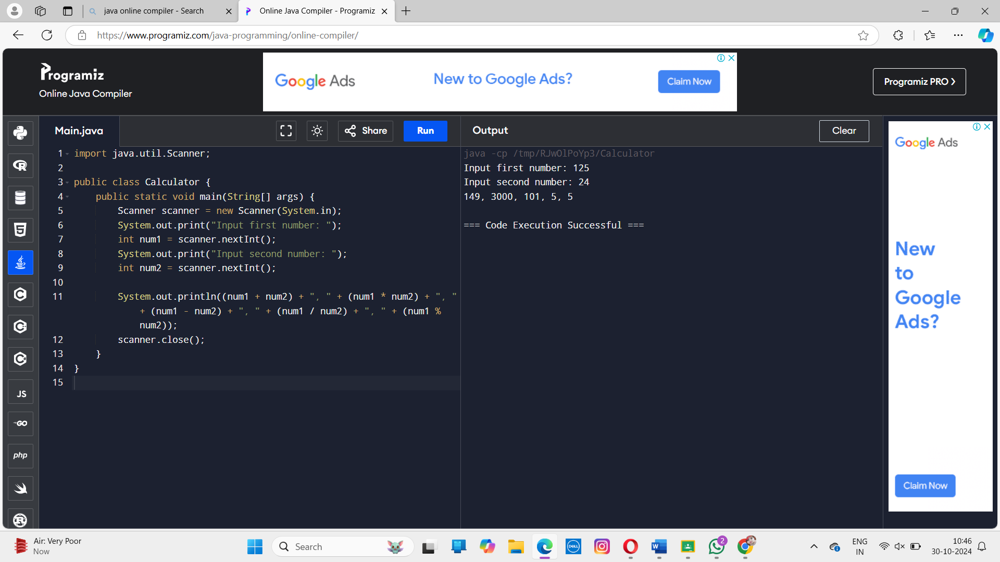 java online compiler - Search
Online Java Compiler - Programiz
https://www.programiz.com/java-programming/online-compiler/
Programiz
Online Java Compiler
Google Ads
New to Google Ads?
Claim Now
Programiz PRO ❯
Main.java
Share
Run
Output
Clear
1 import java.util.Scanner;
2
3 public class Calculator {
4 public static void main(String[] args) {
5 Scanner scanner = new Scanner(System.in);
6 System.out.print("Input first number: ");
7 int num1 = scanner.nextInt();
8 System.out.print("Input second number: ");
9 int num2 = scanner.nextInt();
10
11 System.out.println((num1 + num2) + ", " + (num1 * num2) + ", "
+ (num1 - num2) + ", " + (num1 / num2) + ", " + (num1 %
num2));
12 scanner.close();
13 }
14 }
15
java -cp /tmp/RJwOlPoYp3/Calculator
Input first number: 125
Input second number: 24
149, 3000, 101, 5, 5
=== Code Execution Successful ===
Google Ads
New
to
Google
Ads?
Claim Now
JS
GO
php
Air: Very Poor
Now
Search
DELL
2
ENG
IN
10:46
30-10-2024